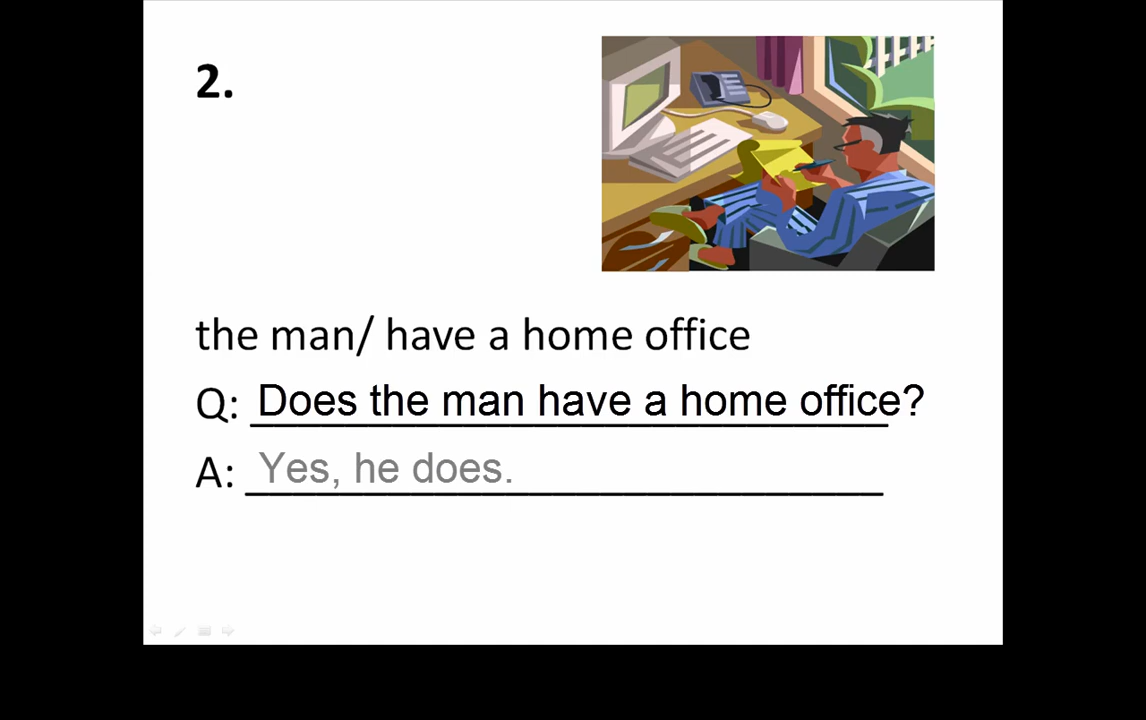 2.
the man/ have a home office
Q: Does the man have a home office?
A: Yes, he does.